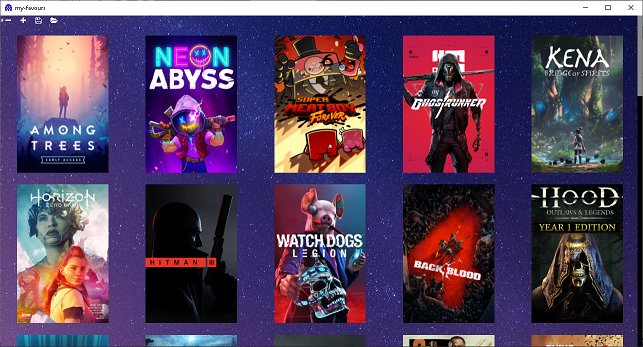 my-favours
AMONG
TREES
EARLY ACCESS
NEON
ABYSS
SUPER
MEAT BOY
FOREVER
GHOSTRUNNER
KENA
BRIDGE OF SPIRITS
HORIZON
ZERO DAWN
HITMAN III
WATCH DOGS
LEGION
BACK BLOOD
HOOD
OUTLAWS & LEGENDS
YEAR 1 EDITION